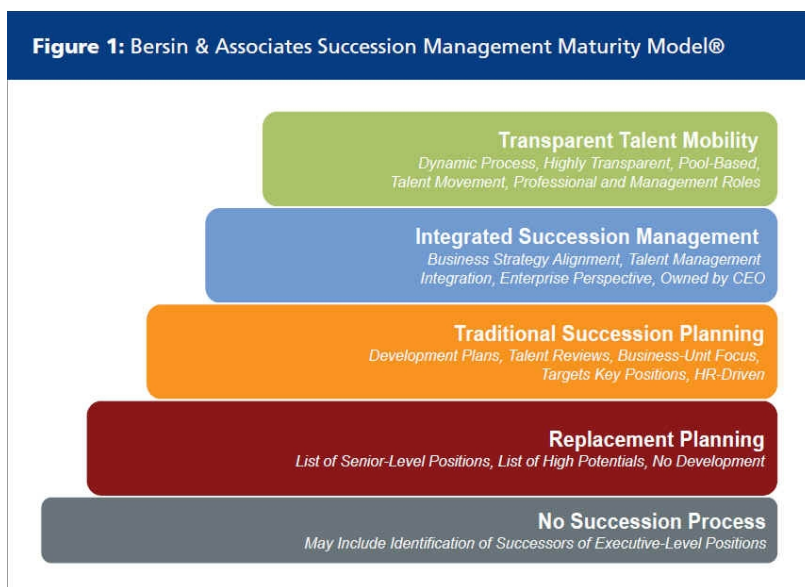 Figure 1: Bersin & Associates Succession Management Maturity Model®
Transparent Talent Mobility
Dynamic Process, Highly Transparent, Pool-Based,
Talent Movement, Professional and Management Roles
Integrated Succession Management
Business Strategy Alignment, Talent Management
Integration, Enterprise Perspective, Owned by CEO
Traditional Succession Planning
Development Plans, Talent Reviews, Business-Unit Focus,
Targets Key Positions, HR-Driven
Replacement Planning
List of Senior-Level Positions, List of High Potentials, No Development
No Succession Process
May Include Identification of Successors of Executive-Level Positions